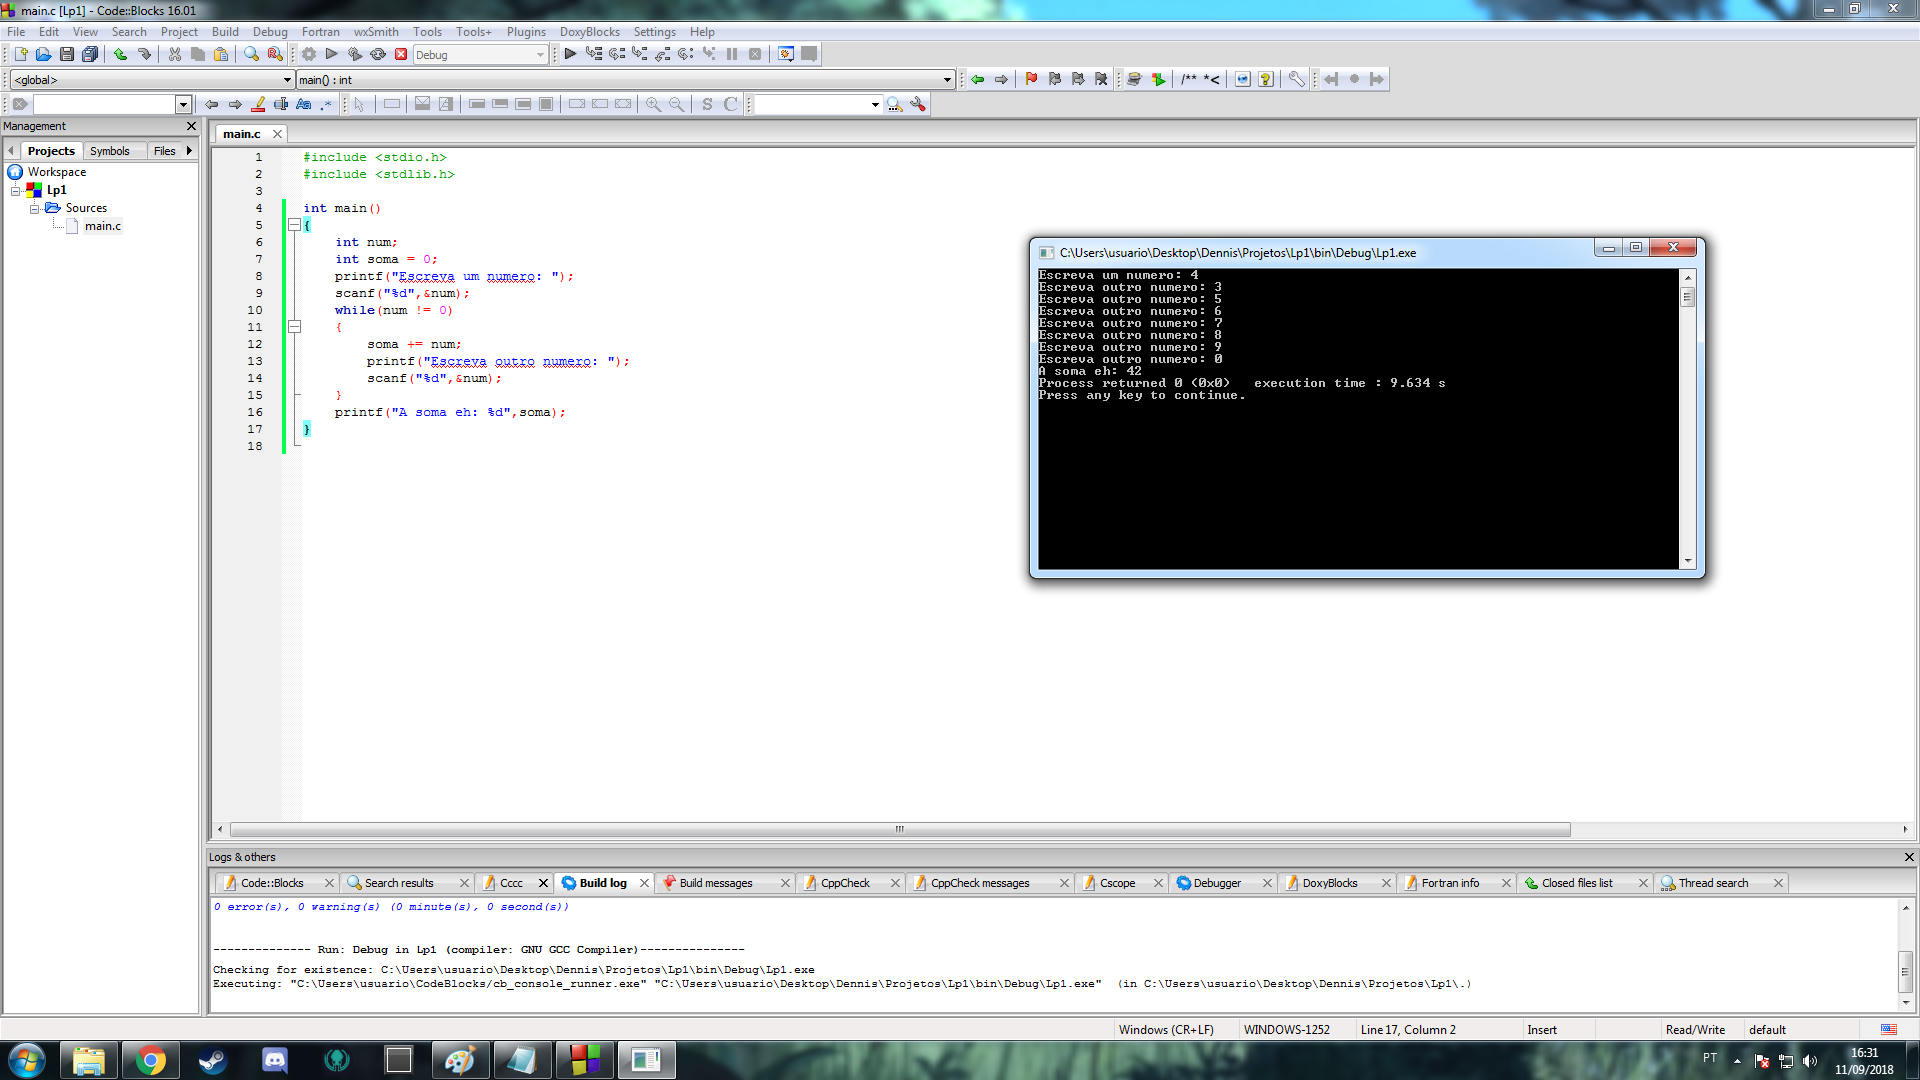 main.c [Lp1] - Code::Blocks 16.01
File Edit View Search Project Build Debug Fortran wxSmith Tools Tools+ Plugins DoxyBlocks Settings Help
Debug
<global> main() : int
/** *<
Aa .* S C
Management
Projects Symbols Files
Workspace
Lp1
Sources
main.c
main.c
1 #include <stdio.h>
2 #include <stdlib.h>
3
4 int main()
5 {
6 int num;
7 int soma = 0;
8 printf("Escreva um numero: ");
9 scanf("%d",&num);
10 while(num != 0)
11 {
12 soma += num;
13 printf("Escreva outro numero: ");
14 scanf("%d",&num);
15 }
16 printf("A soma eh: %d",soma);
17 }
18
C:\Users\usuario\Desktop\Dennis\Projetos\Lp1\bin\Debug\Lp1.exe
Escreva um numero: 4
Escreva outro numero: 3
Escreva outro numero: 5
Escreva outro numero: 6
Escreva outro numero: 7
Escreva outro numero: 8
Escreva outro numero: 9
Escreva outro numero: 0
A soma eh: 42
Process returned 0 (0x0) execution time : 9.634 s
Press any key to continue.
Logs & others
Code::Blocks Search results Cccc Build log Build messages CppCheck CppCheck messages Cscope Debugger DoxyBlocks Fortran info Closed files list Thread search
0 error(s), 0 warning(s) (0 minute(s), 0 second(s))
-------------- Run: Debug in Lp1 (compiler: GNU GCC Compiler)---------------
Checking for existence: C:\Users\usuario\Desktop\Dennis\Projetos\Lp1\bin\Debug\Lp1.exe
Executing: "C:\Users\usuario\CodeBlocks/cb_console_runner.exe" "C:\Users\usuario\Desktop\Dennis\Projetos\Lp1\bin\Debug\Lp1.exe" (in C:\Users\usuario\Desktop\Dennis\Projetos\Lp1\.)
Windows (CR+LF) WINDOWS-1252 Line 17, Column 2 Insert Read/Write default
PT 16:31
11/09/2018